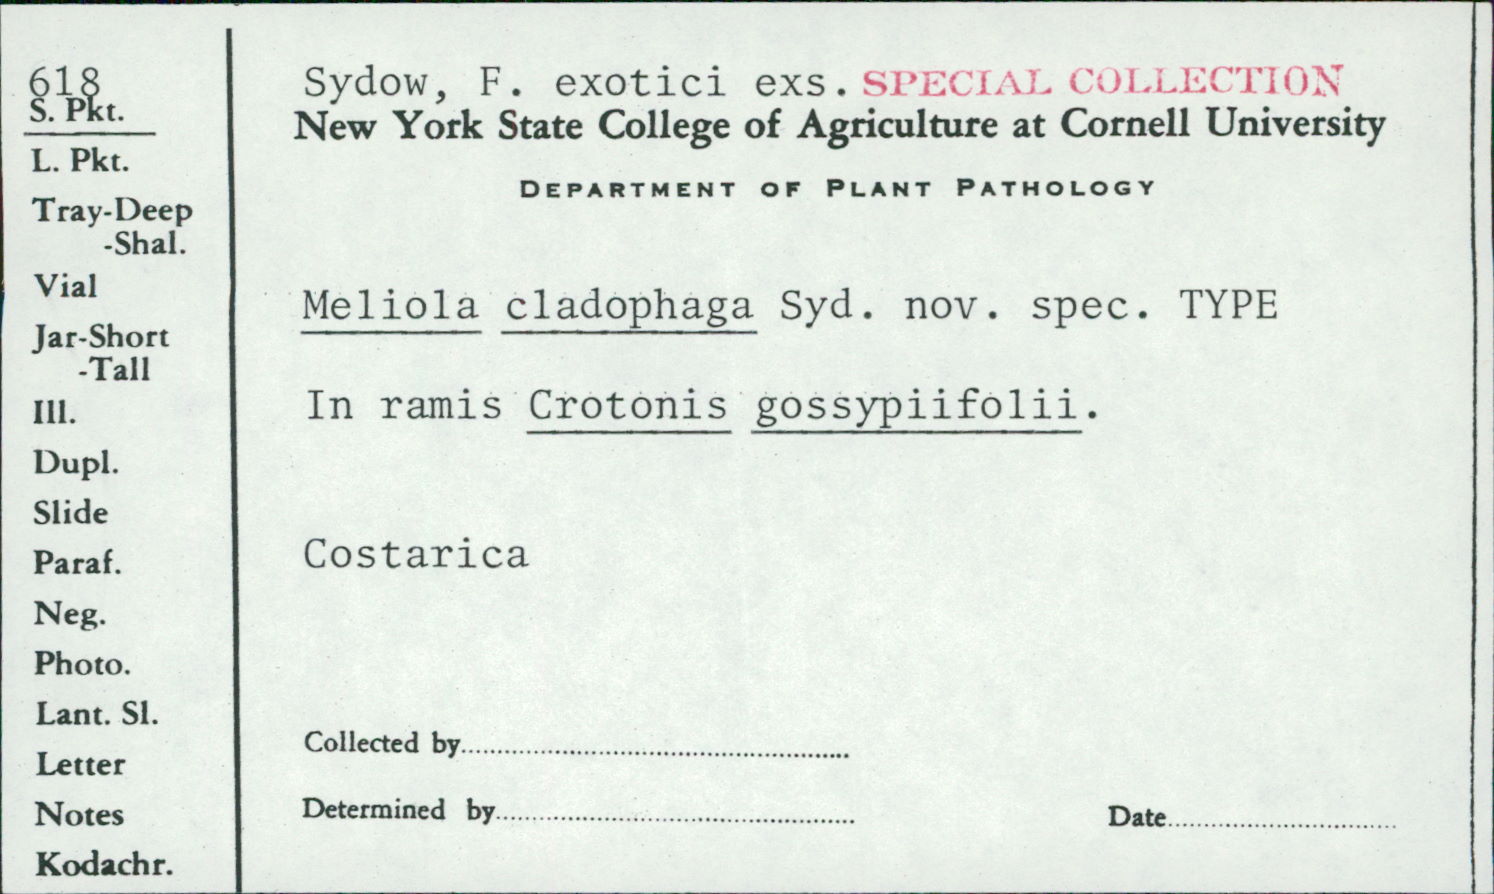 618
S. Pkt.
L. Pkt.
Tray-Deep
-Shal.
Vial
Jar-Short
-Tall
Ill.
Dupl.
Slide
Paraf.
Neg.
Photo.
Lant. Sl.
Letter
Notes
Kodachr.
Sydow, F. exotici exs. SPECIAL COLLECTION
New York State College of Agriculture at Cornell University
DEPARTMENT OF PLANT PATHOLOGY
Meliola cladophaga Syd. nov. spec. TYPE
In ramis Crotonis gossypiifolii.
Costarica
Collected by
Determined by
Date